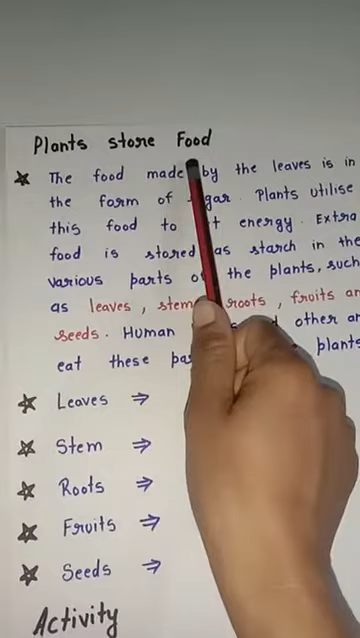 Plants store Food
The food made by the leaves is in
the form of gar. Plants utilise
this food to t energy. Extra
food is stored as starch in the
various parts of the plants, such
as leaves, stem roots, fruits an
seeds. Human other an
eat these pa plants
Leaves ⇒
Stem ⇒
Roots ⇒
Fruits ⇒
Seeds ⇒
Activity